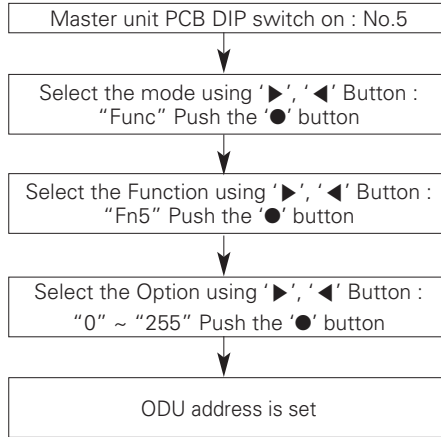 Master unit PCB DIP switch on : No.5
Select the mode using ‘▶’, ‘◀’ Button :
“Func” Push the ‘●’ button
Select the Function using ‘▶’, ‘◀’ Button :
“Fn5” Push the ‘●’ button
Select the Option using ‘▶’, ‘◀’ Button :
“0” ~ “255” Push the ‘●’ button
ODU address is set